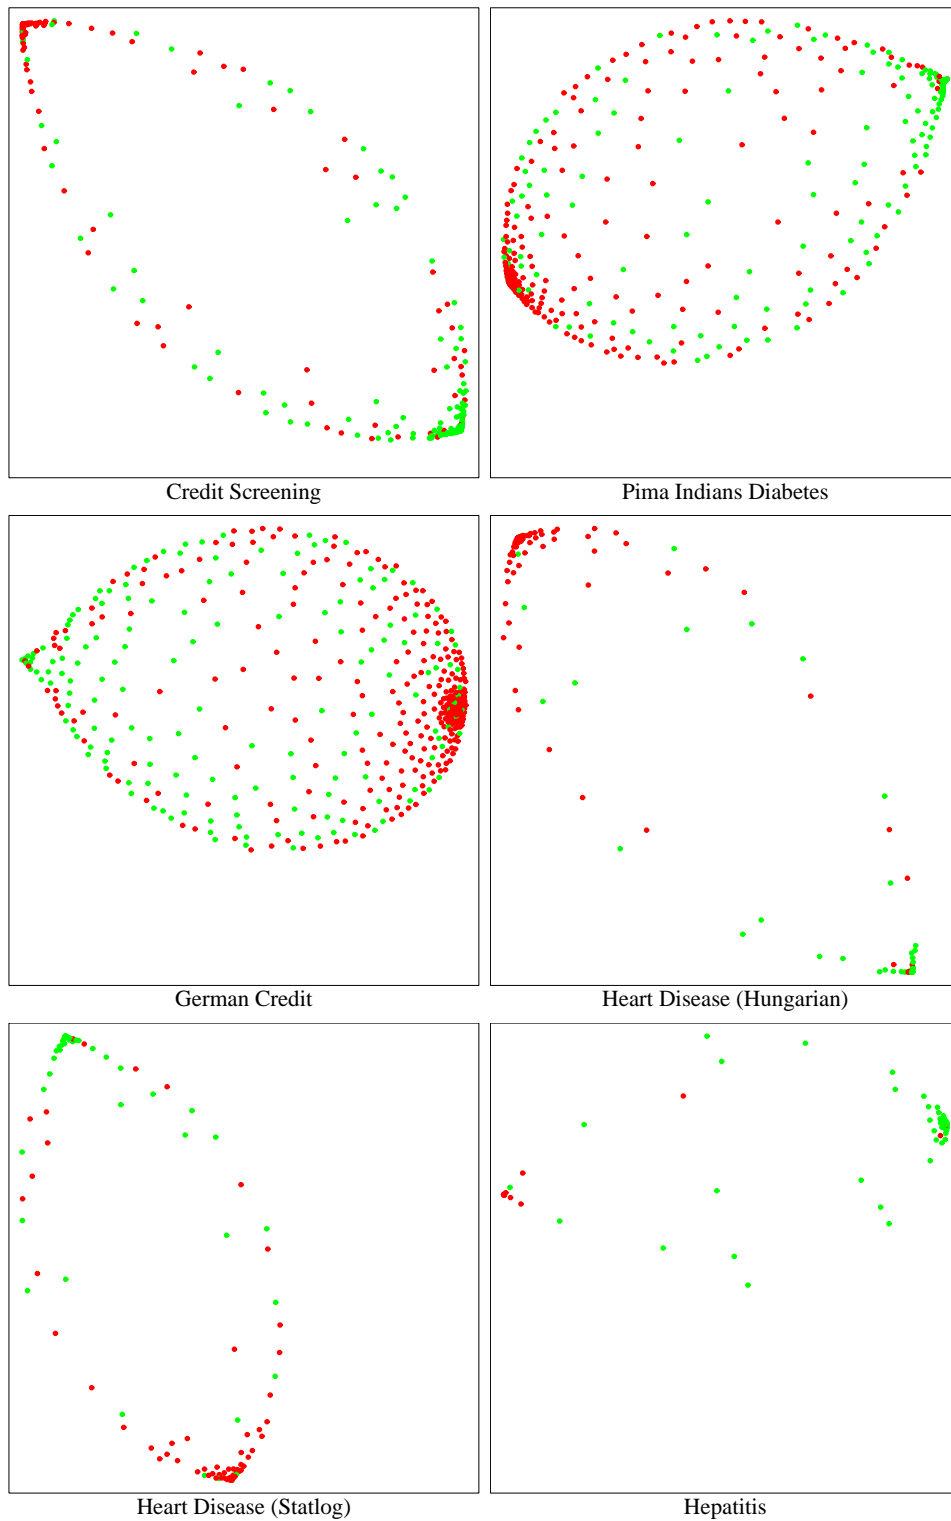 Credit Screening
Pima Indians Diabetes
German Credit
Heart Disease (Hungarian)
Heart Disease (Statlog)
Hepatitis